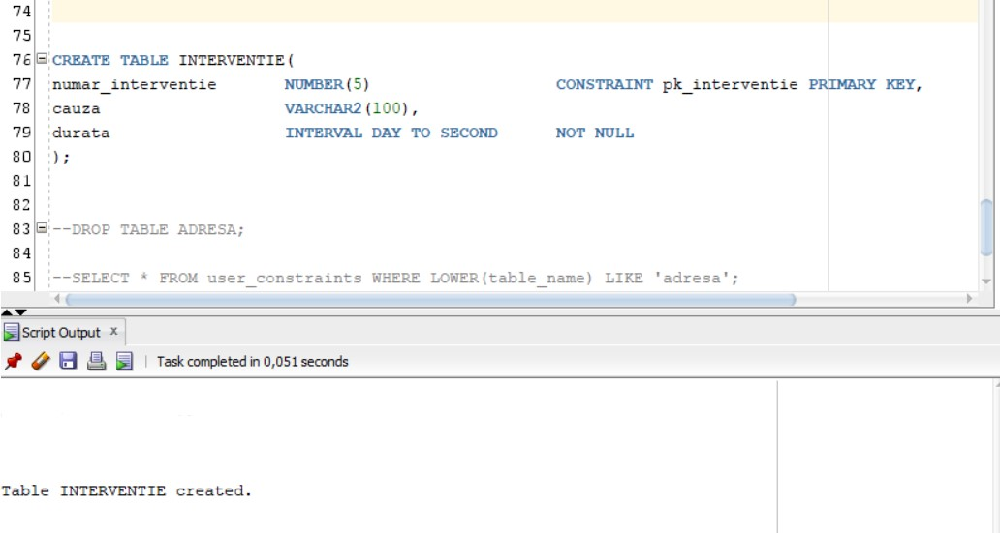 74
75
76 CREATE TABLE INTERVENTIE(
77 numar_interventie NUMBER(5) CONSTRAINT pk_interventie PRIMARY KEY,
78 cauza VARCHAR2(100),
79 durata INTERVAL DAY TO SECOND NOT NULL
80 );
81
82
83 --DROP TABLE ADRESA;
84
85 --SELECT * FROM user_constraints WHERE LOWER(table_name) LIKE 'adresa';
Script Output x
Task completed in 0,051 seconds
Table INTERVENTIE created.